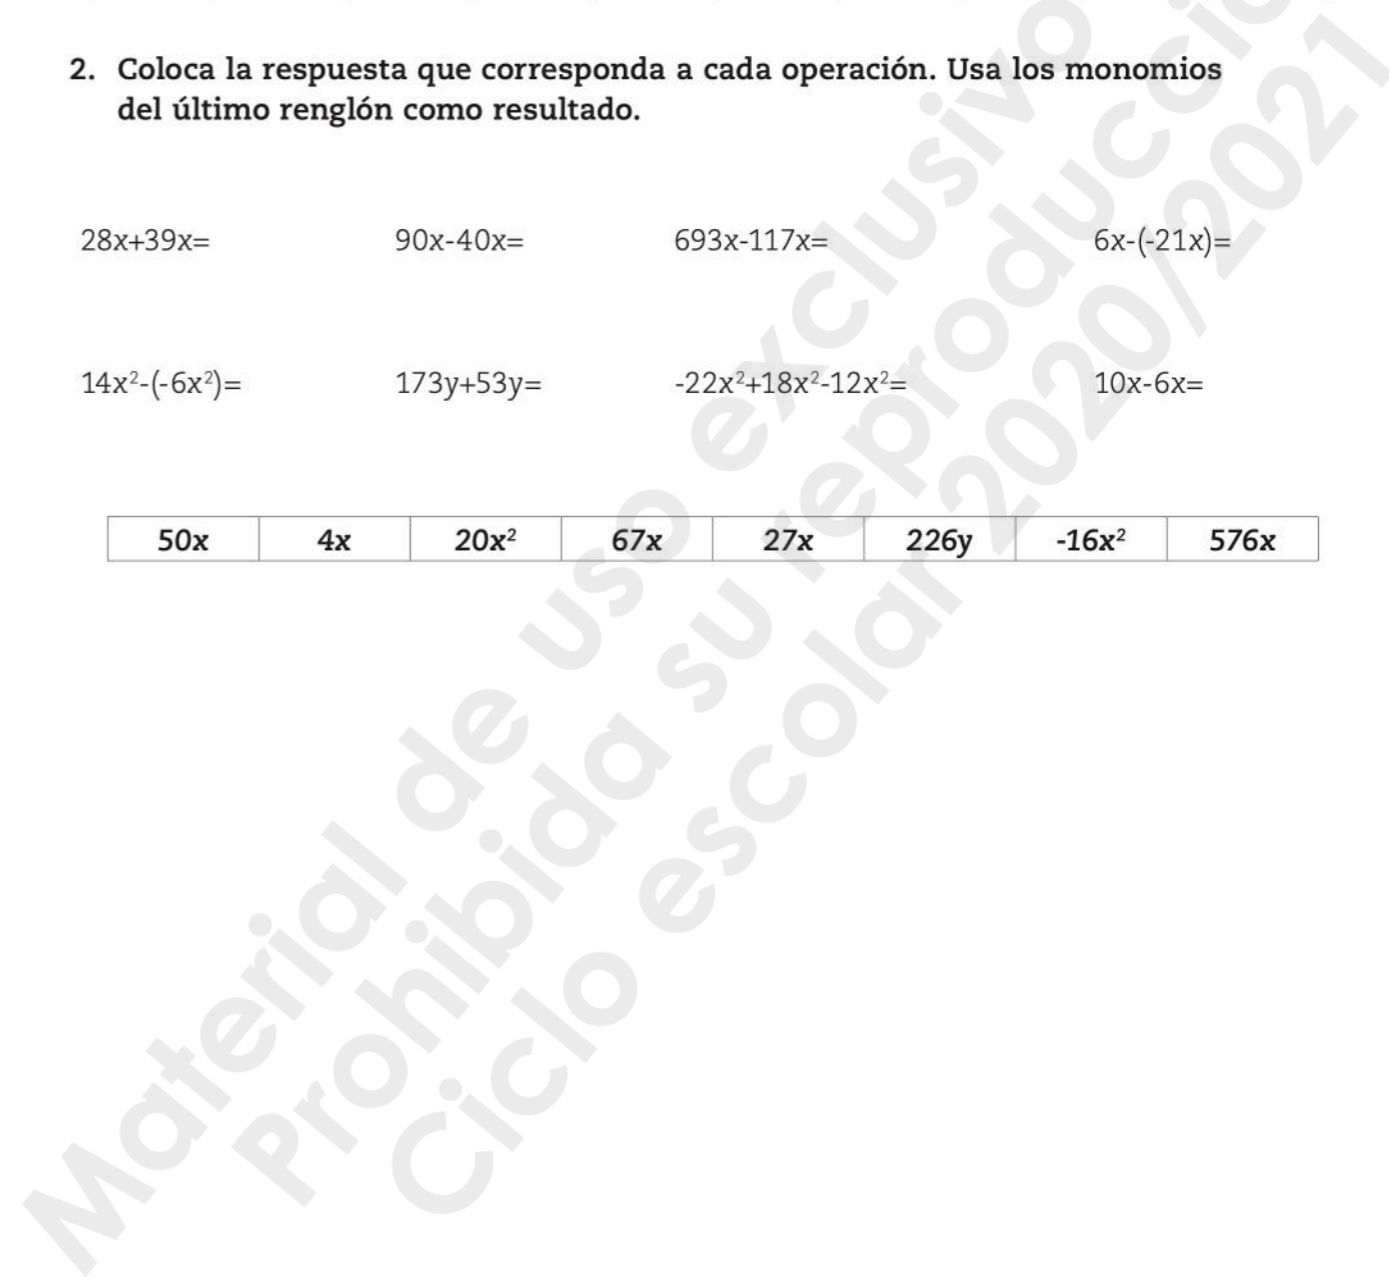 2. Coloca la respuesta que corresponda a cada operación. Usa los monomios
del último renglón como resultado.
28x+39x= 90x-40x= 693x-117x= 6x-(-21x)=
14x²-(-6x²)= 173y+53y= -22x²+18x²-12x²= 10x-6x=
50x 4x 20x² 67x 27x 226y -16x² 576x
Material de uso exclusivo
Prohibida su reproducció
Ciclo escolar 2020/2021